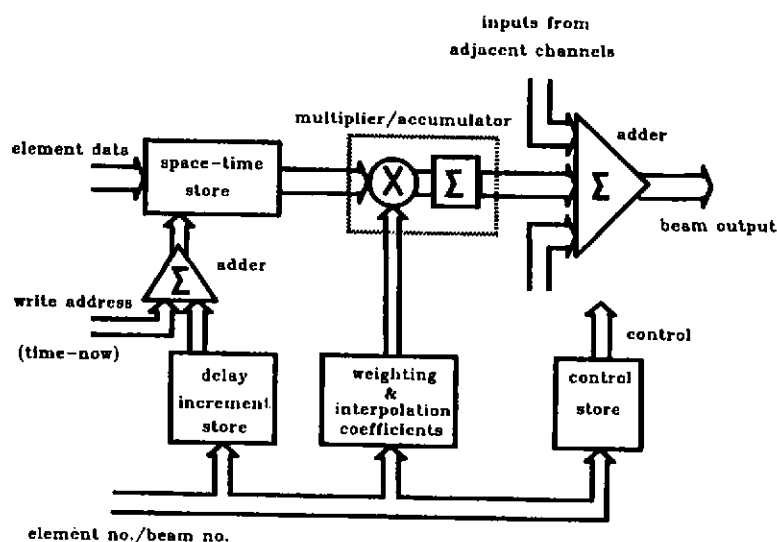 inputs from
adjacent channels
multiplier/accumulator
adder
element data
space-time
store
X
Σ
Σ
beam output
adder
Σ
write address
(time-now)
control
delay
increment
store
weighting
&
interpolation
coefficients
control
store
element no./beam no.